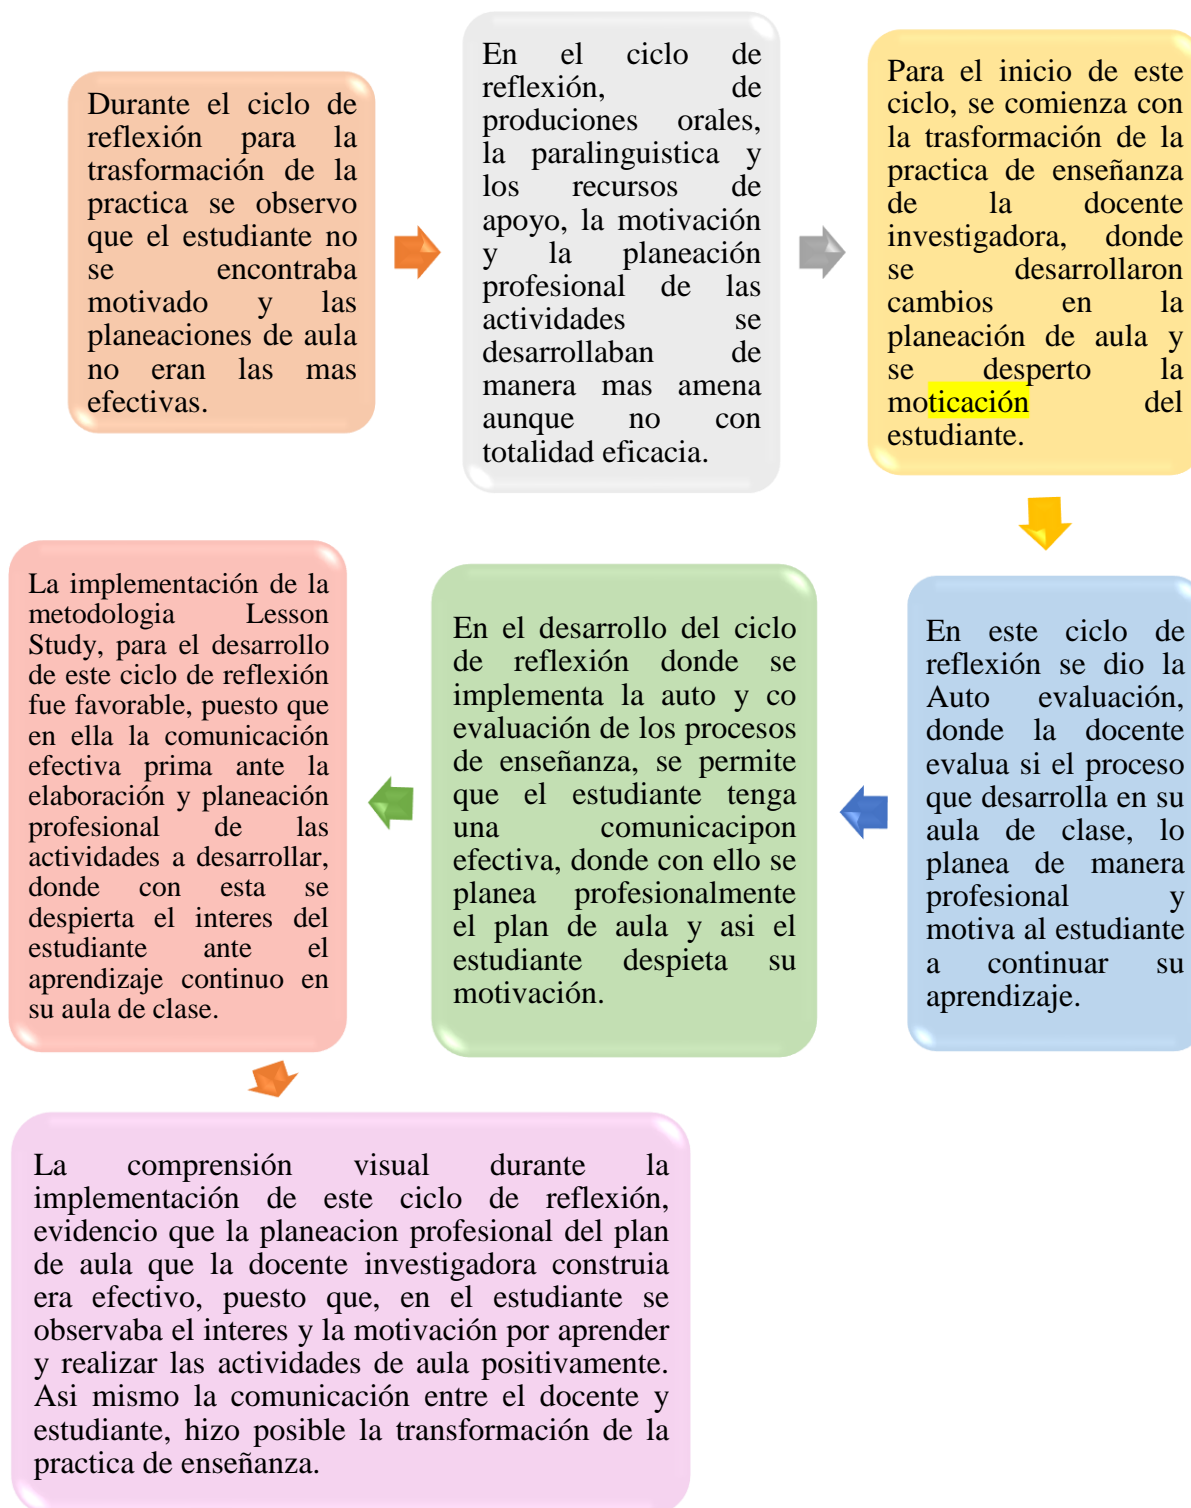 Durante el ciclo de
reflexión para la
trasformación de la
practica se observo
que el estudiante no
se encontraba
motivado y las
planeaciones de aula
no eran las mas
efectivas.
En el ciclo de
reflexión, de
produciones orales,
la paralinguistica y
los recursos de
apoyo, la motivación
y la planeación
profesional de las
actividades se
desarrollaban de
manera mas amena
aunque no con
totalidad eficacia.
Para el inicio de este
ciclo, se comienza con
la trasformación de la
practica de enseñanza
de la docente
investigadora, donde
se desarrollaron
cambios en la
planeación de aula y
se desperto la
moticación del
estudiante.
En este ciclo de
reflexión se dio la
Auto evaluación,
donde la docente
evalua si el proceso
que desarrolla en su
aula de clase, lo
planea de manera
profesional y
motiva al estudiante
a continuar su
aprendizaje.
En el desarrollo del ciclo
de reflexión donde se
implementa la auto y co
evaluación de los procesos
de enseñanza, se permite
que el estudiante tenga
una comunicacipon
efectiva, donde con ello se
planea profesionalmente
el plan de aula y asi el
estudiante despieta su
motivación.
La implementación de la
metodologia Lesson
Study, para el desarrollo
de este ciclo de reflexión
fue favorable, puesto que
en ella la comunicación
efectiva prima ante la
elaboración y planeación
profesional de las
actividades a desarrollar,
donde con esta se
despierta el interes del
estudiante ante el
aprendizaje continuo en
su aula de clase.
La comprensión visual durante la
implementación de este ciclo de reflexión,
evidencio que la planeacion profesional del plan
de aula que la docente investigadora construia
era efectivo, puesto que, en el estudiante se
observaba el interes y la motivación por aprender
y realizar las actividades de aula positivamente.
Asi mismo la comunicación entre el docente y
estudiante, hizo posible la transformación de la
practica de enseñanza.